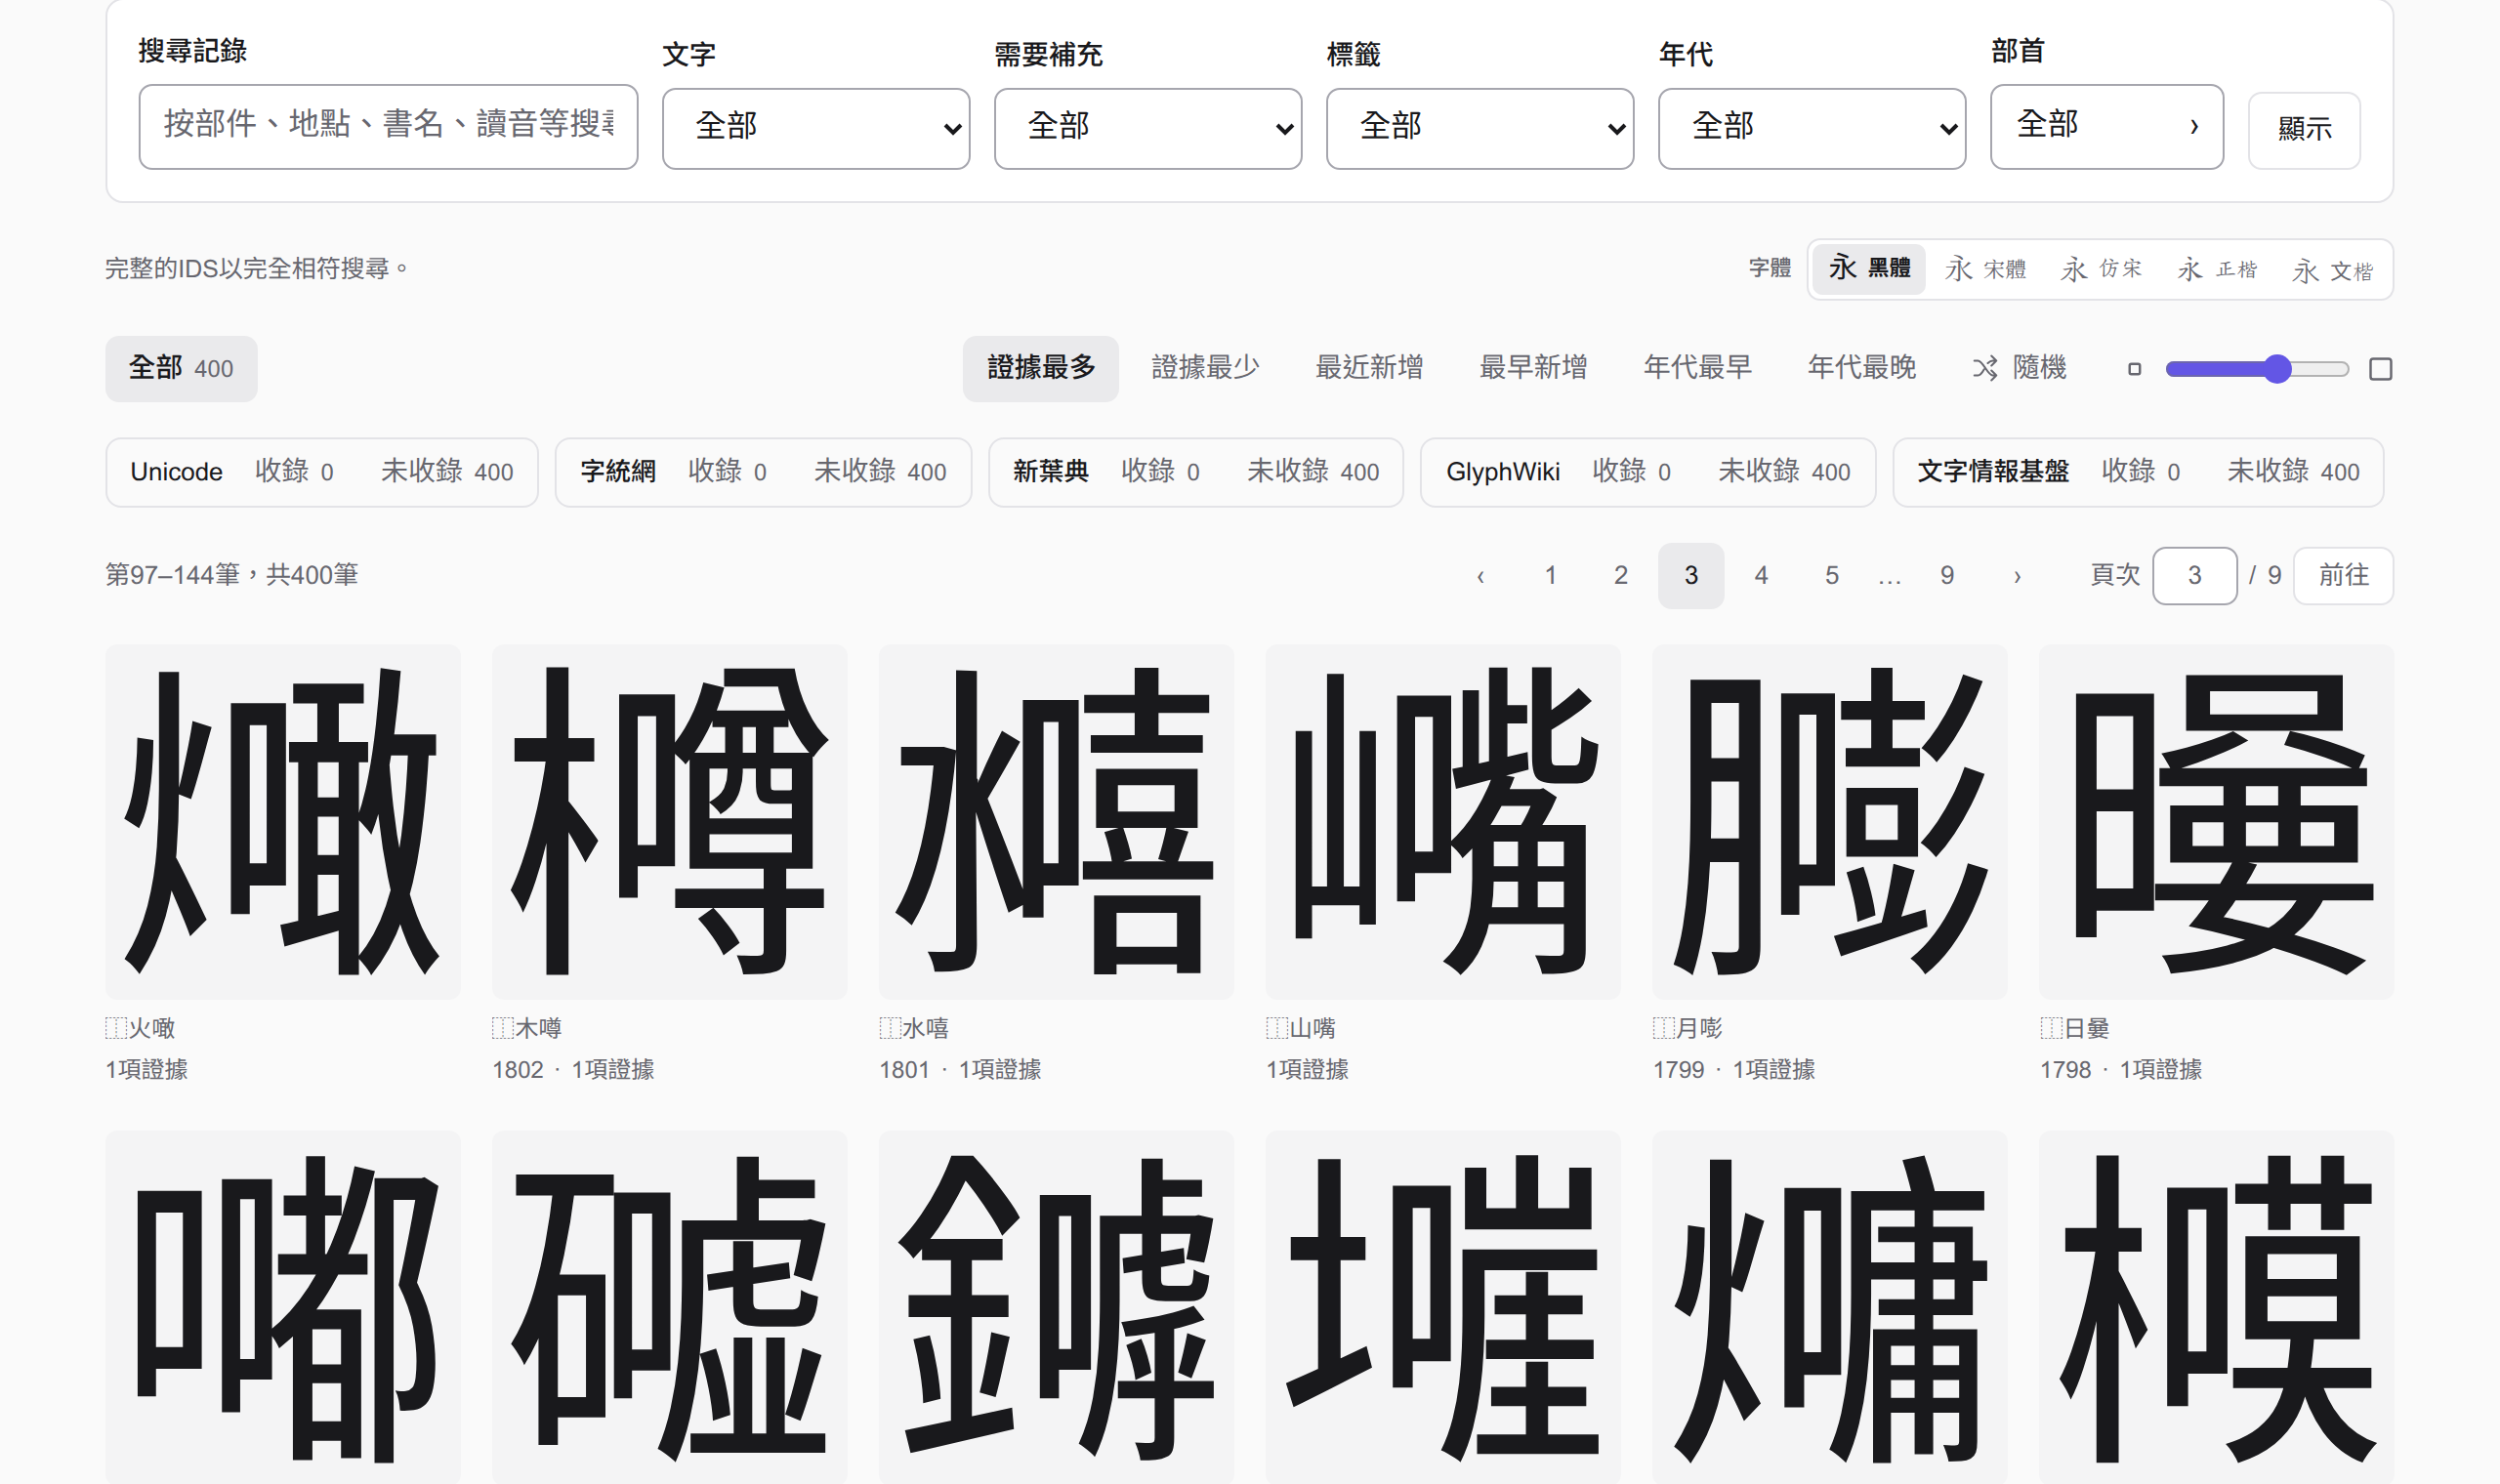 搜尋記錄 文字 需要補充 標籤 年代 部首
按部件、地點、書名、讀音等搜尋 全部 全部 全部 全部 全部 › 顯示
完整的IDS以完全相符搜尋。 字體 永 黑體 永 宋體 永 仿宋 永 正楷 永 文楷
全部 400 證據最多 證據最少 最近新增 最早新增 年代最早 年代最晚 隨機
Unicode 收錄 0 未收錄 400 字統網 收錄 0 未收錄 400 新葉典 收錄 0 未收錄 400 GlyphWiki 收錄 0 未收錄 400 文字情報基盤 收錄 0 未收錄 400
第97–144筆，共400筆 ‹ 1 2 3 4 5 … 9 › 頁次 3 / 9 前往
⿰火噉 ⿰木噂 ⿰水嘻 ⿰山嘴 ⿰月嘭 ⿰日㬫
1項證據 1802 · 1項證據 1801 · 1項證據 1項證據 1799 · 1項證據 1798 · 1項證據